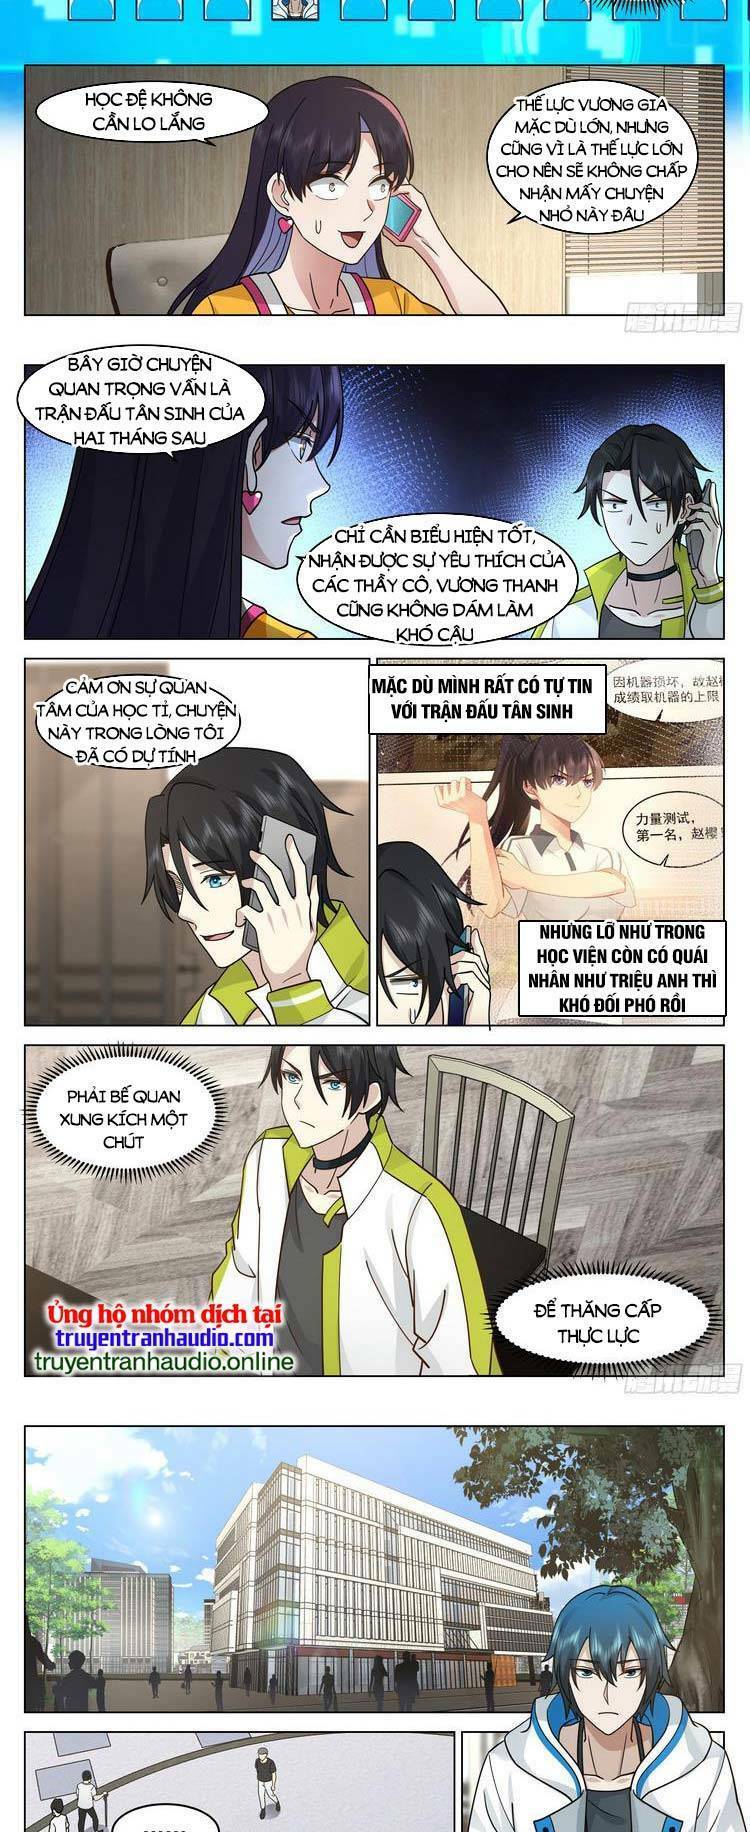 HỌC ĐỆ KHÔNG
CẦN LO LẮNG
THẾ LỰC VƯƠNG GIA
MẶC DÙ LỚN, NHƯNG
CŨNG VÌ LÀ THẾ LỰC LỚN
CHO NÊN SẼ KHÔNG CHẤP
NHẬN MẤY CHUYỆN
NHỎ NÀY ĐÂU
BÂY GIỜ CHUYỆN
QUAN TRỌNG VẪN LÀ
TRẬN ĐẤU TÂN SINH CỦA
HAI THÁNG SAU
CHỈ CẦN BIỂU HIỆN TỐT,
NHẬN ĐƯỢC SỰ YÊU THÍCH CỦA
CÁC THẦY CÔ, VƯƠNG THANH
CŨNG KHÔNG DÁM LÀM
KHÓ CẬU
CẢM ƠN SỰ QUAN
TÂM CỦA HỌC TỈ, CHUYỆN
NÀY TRONG LÒNG TÔI
ĐÃ CÓ DỰ TÍNH
MẶC DÙ MÌNH RẤT CÓ TỰ TIN
VỚI TRẬN ĐẤU TÂN SINH
因机器损坏，故赵樱
成绩取机器的上限
力量测试，
第一名，赵樱
NHƯNG LỠ NHƯ TRONG
HỌC VIỆN CÒN CÓ QUÁI
NHÂN NHƯ TRIỆU ANH THÌ
KHÓ ĐỐI PHÓ RỒI
PHẢI BẾ QUAN
XUNG KÍCH MỘT
CHÚT
Ủng hộ nhóm dịch tại
truyentranhaudio.com
truyentranhaudio.online
ĐỂ THĂNG CẤP
THỰC LỰC